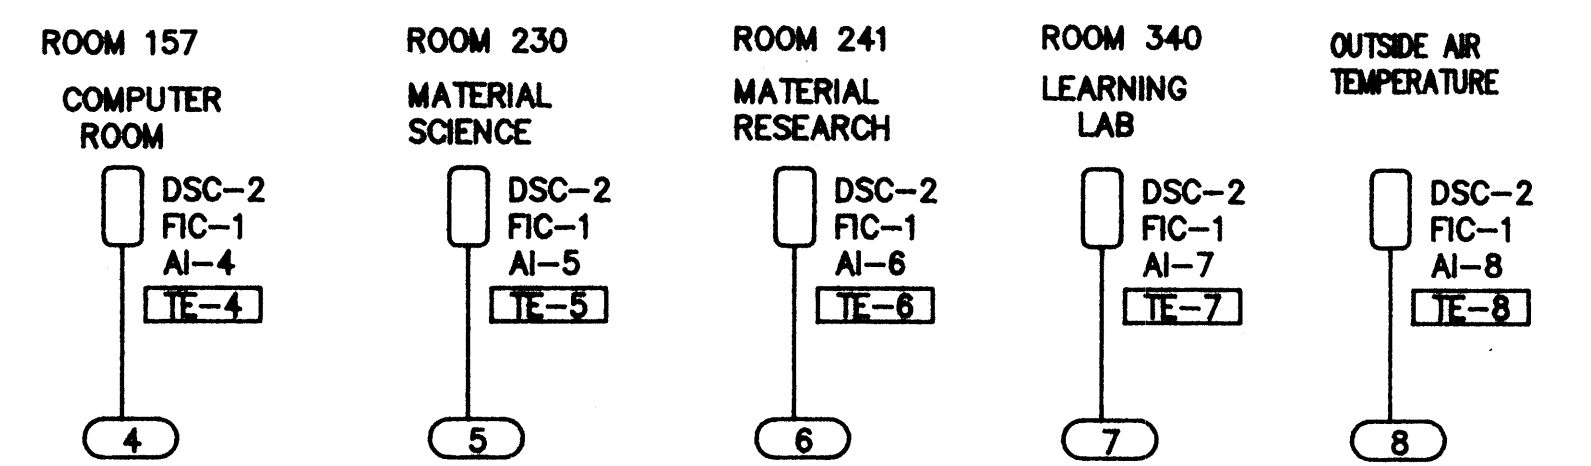 ROOM 157
COMPUTER
ROOM
DSC-2
FIC-1
AI-4
TE-4
4
ROOM 230
MATERIAL
SCIENCE
DSC-2
FIC-1
AI-5
TE-5
5
ROOM 241
MATERIAL
RESEARCH
DSC-2
FIC-1
AI-6
TE-6
6
ROOM 340
LEARNING
LAB
DSC-2
FIC-1
AI-7
TE-7
7
OUTSIDE AIR
TEMPERATURE
DSC-2
FIC-1
AI-8
TE-8
8